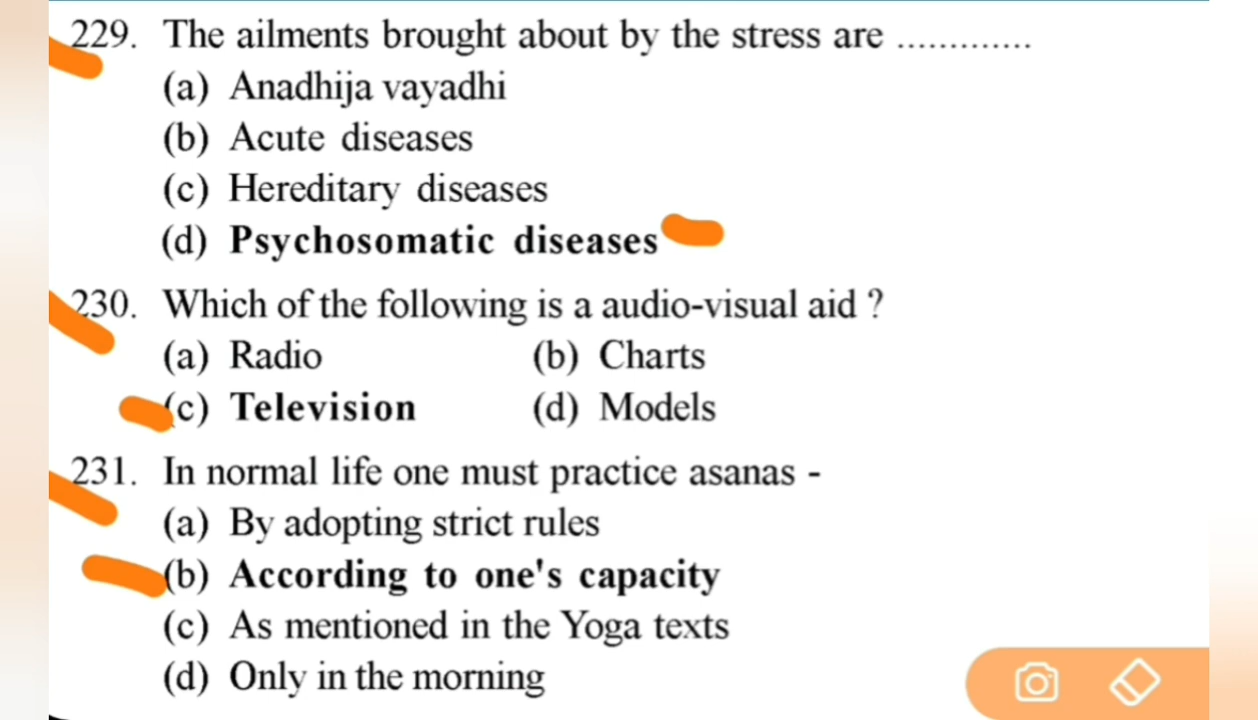 229. The ailments brought about by the stress are .............
(a) Anadhija vayadhi
(b) Acute diseases
(c) Hereditary diseases
(d) Psychosomatic diseases
230. Which of the following is a audio-visual aid ?
(a) Radio (b) Charts
(c) Television (d) Models
231. In normal life one must practice asanas -
(a) By adopting strict rules
(b) According to one's capacity
(c) As mentioned in the Yoga texts
(d) Only in the morning